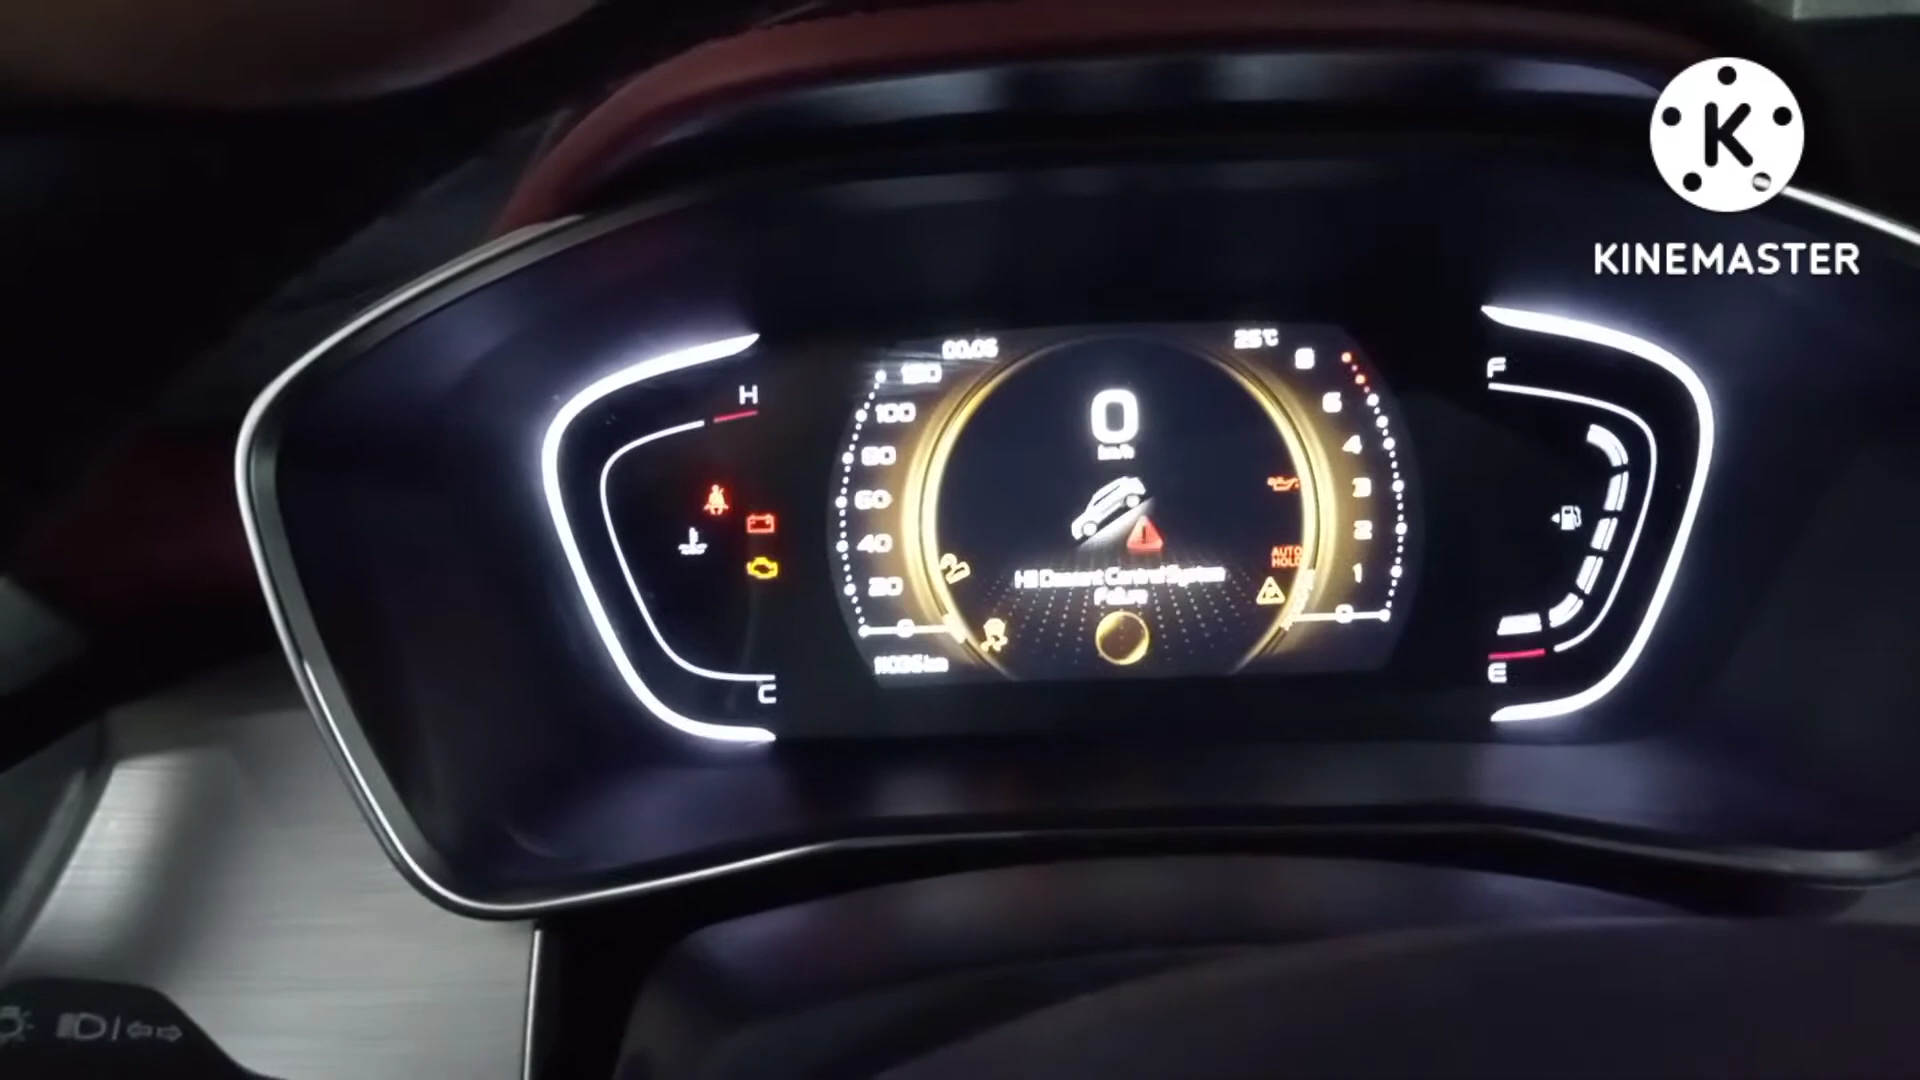 K
KINEMASTER
H
C
00:06
25°C
120
100
80
60
40
20
0
0
km/h
Hill Descent Control System
Failure
AUTO
HOLD
8
6
4
3
2
1
0
F
E